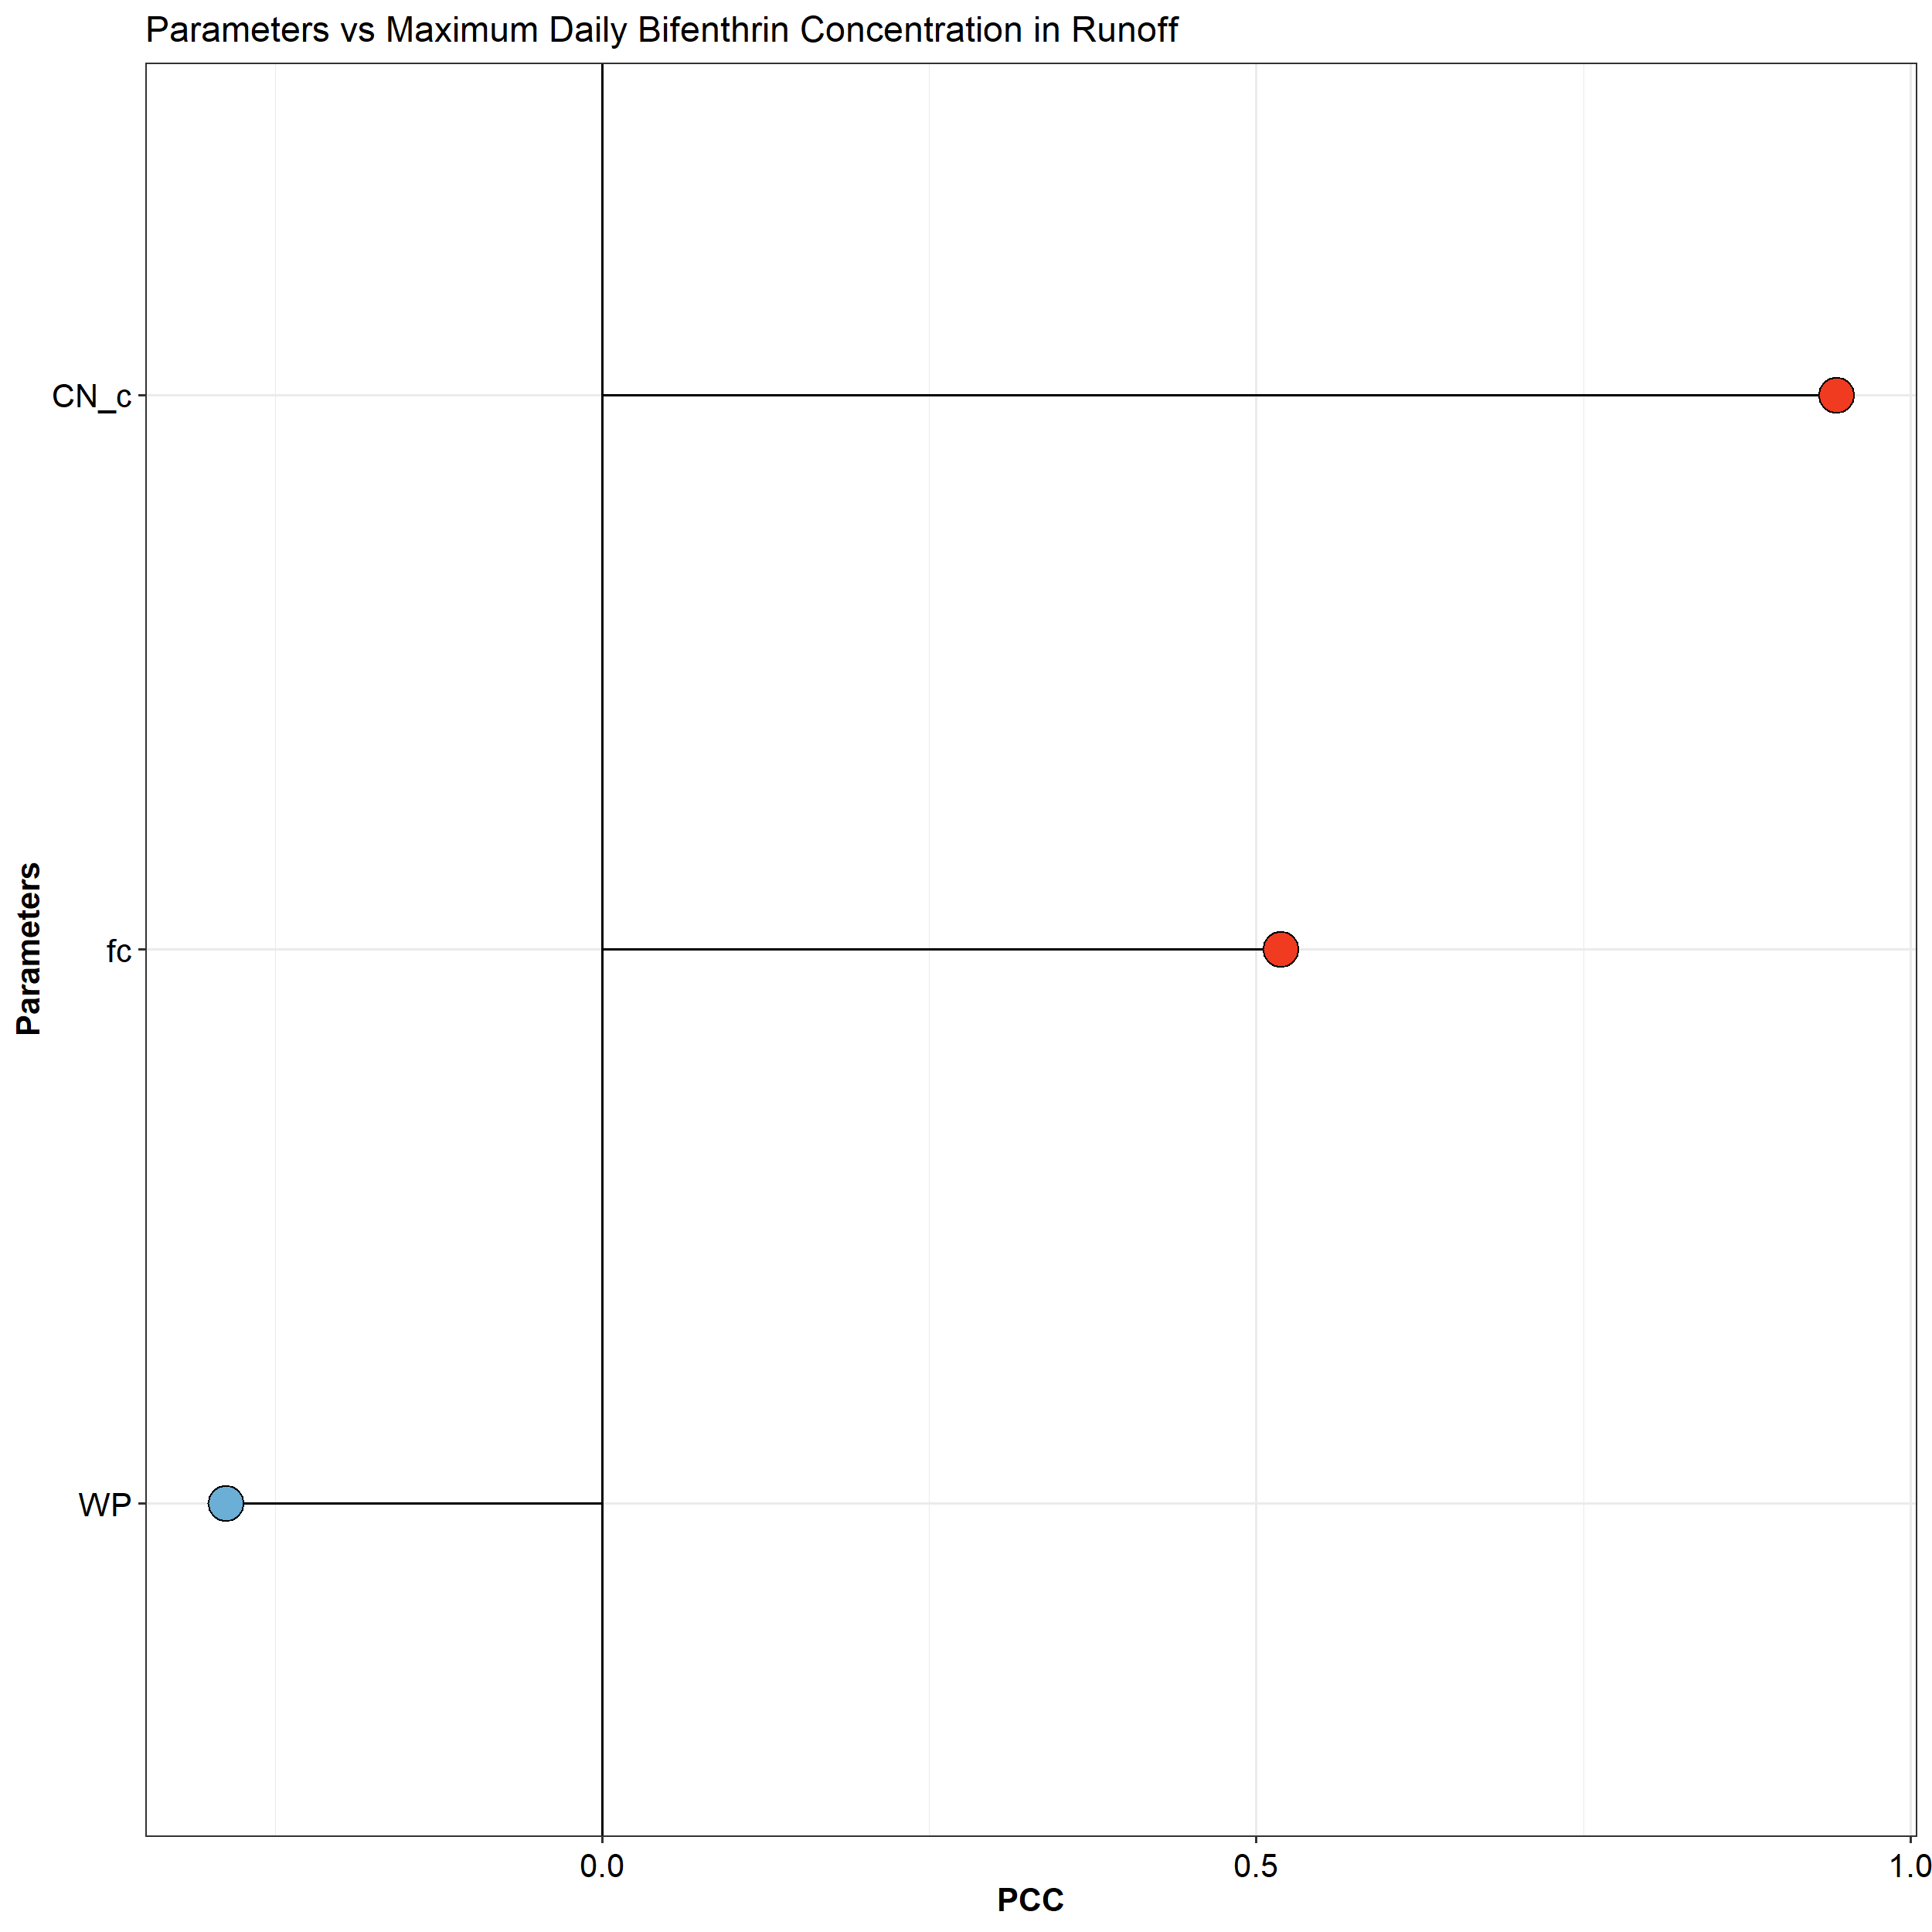 Parameters vs Maximum Daily Bifenthrin Concentration in Runoff
Parameters
CN_c
fc
WP
0.0
0.5
1.0
PCC